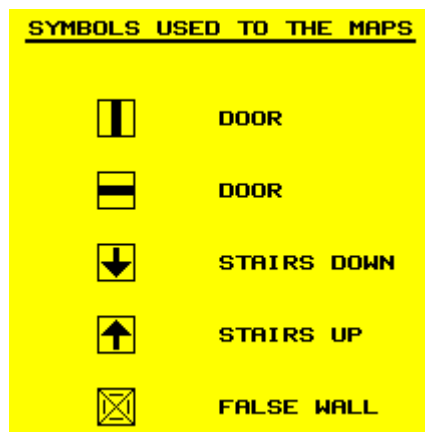 SYMBOLS USED TO THE MAPS
DOOR
DOOR
STAIRS DOWN
STAIRS UP
FALSE WALL